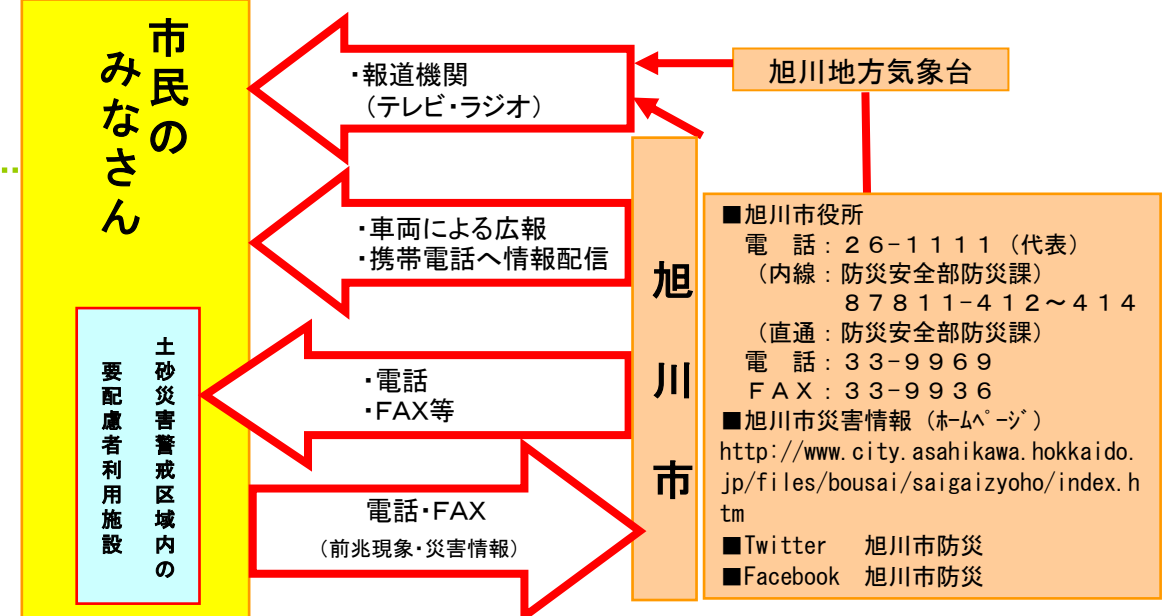 市民の
みなさん
土砂災害警戒区域内の
要配慮者利用施設
・報道機関
（テレビ・ラジオ）
・車両による広報
・携帯電話へ情報配信
・電話
・FAX等
電話・FAX
（前兆現象・災害情報）
旭川市
旭川地方気象台
■旭川市役所
電　話：２６-１１１１（代表）
（内線：防災安全部防災課）
８７８１１-４１２～４１４
（直通：防災安全部防災課）
電　話：３３-９９６９
ＦＡＸ：３３-９９３６
■旭川市災害情報（ﾎｰﾑﾍﾟｰｼﾞ）
http://www.city.asahikawa.hokkaido.
jp/files/bousai/saigaizyoho/index.h
tm
■Twitter　旭川市防災
■Facebook　旭川市防災